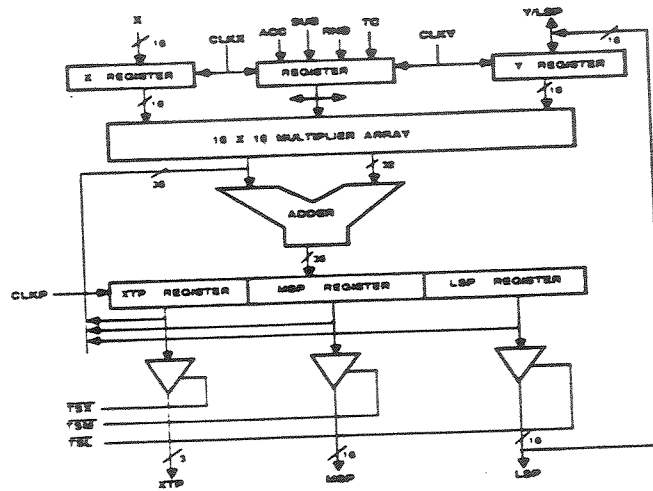 X
Y/LSP
ACC
SUB
RND
TC
16
CLKX
CLKY
16
X REGISTER
REGISTER
Y REGISTER
16
16
16 X 16 MULTIPLIER ARRAY
35
32
ADDER
35
CLKP
XTP REGISTER
MSP REGISTER
LSP REGISTER
TSX
TSM
TSL
3
16
16
XTP
MSP
LSP